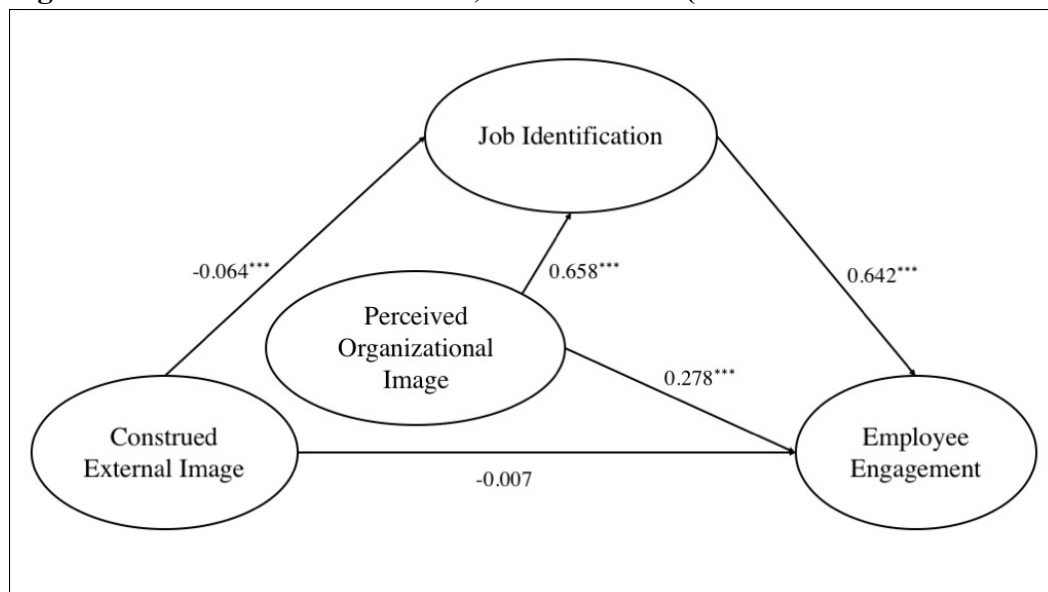 Job Identification
-0.064***
0.658***
0.642***
Perceived
Organizational
Image
0.278***
Construed
External Image
Employee
Engagement
-0.007